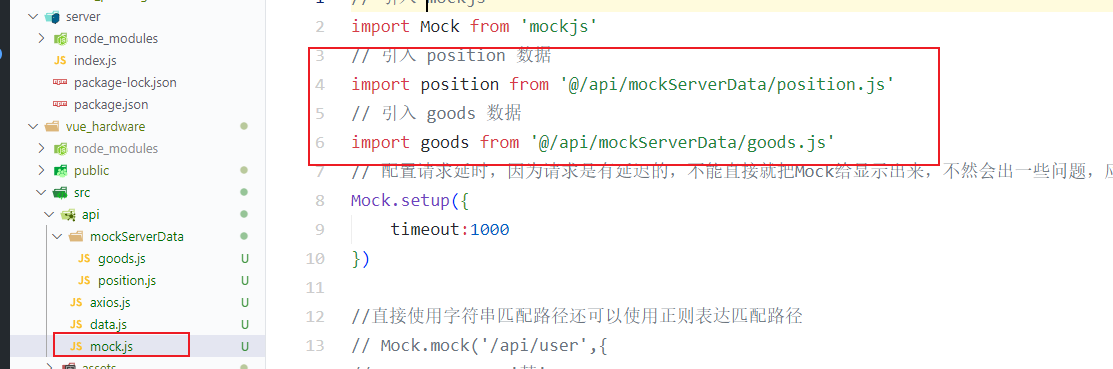 server
node_modules
JS index.js
package-lock.json
package.json
vue_hardware
node_modules
public
src
api
mockServerData
JS goods.js U
JS position.js U
JS axios.js U
JS data.js U
JS mock.js U
assets
1 // 引入 mockjs
2 import Mock from 'mockjs'
3 // 引入 position 数据
4 import position from '@/api/mockServerData/position.js'
5 // 引入 goods 数据
6 import goods from '@/api/mockServerData/goods.js'
7 // 配置请求延时，因为请求是有延迟的，不能直接就把Mock给显示出来，不然会出一些问题，应
8 Mock.setup({
9 timeout:1000
10 })
11
12 //直接使用字符串匹配路径还可以使用正则表达匹配路径
13 // Mock.mock('/api/user',{